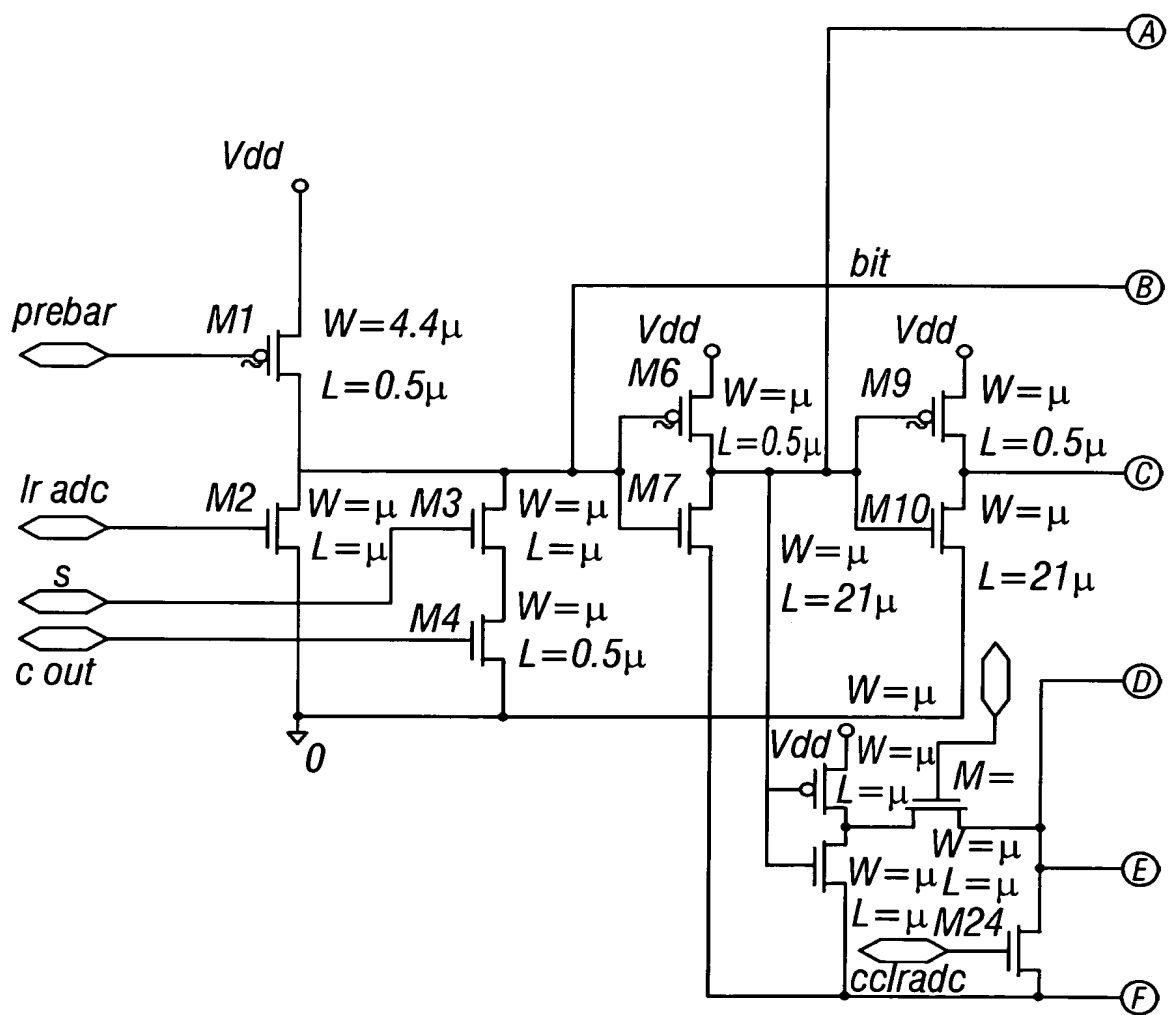 A
Vdd
bit
B
prebar
M1
W=4.4µ
L=0.5µ
Vdd
M6
W=µ
L=0.5µ
Vdd
M9
W=µ
L=0.5µ
C
lr adc
M2
W=µ
L=µ
M3
W=µ
L=µ
M7
W=µ
L=21µ
M10
W=µ
L=21µ
s
c out
M4
W=µ
L=0.5µ
W=µ
0
D
Vdd
W=µ
L=µ
M=
W=µ
L=µ
W=µ
L=µ
E
M24
cclradc
F